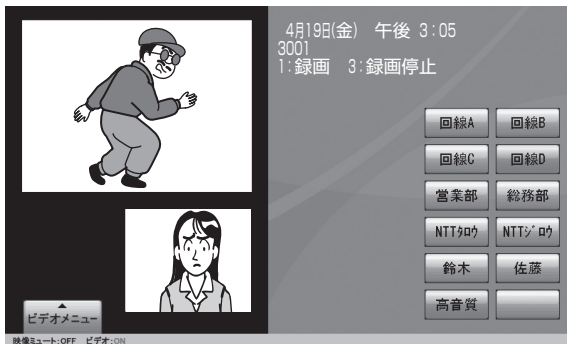 4月19日(金) 午後 3:05
3001
1:録画 3:録画停止
回線A 回線B
回線C 回線D
営業部 総務部
NTTﾀﾛｳ NTTｼﾞﾛｳ
鈴木 佐藤
高音質
ビデオメニュー
映像ミュート:OFF ビデオ:ON